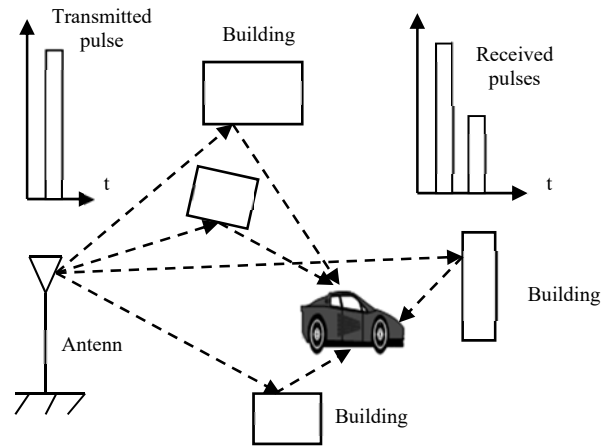 Transmitted
pulse
t
Building
Received
pulses
t
Antenn
Building
Building